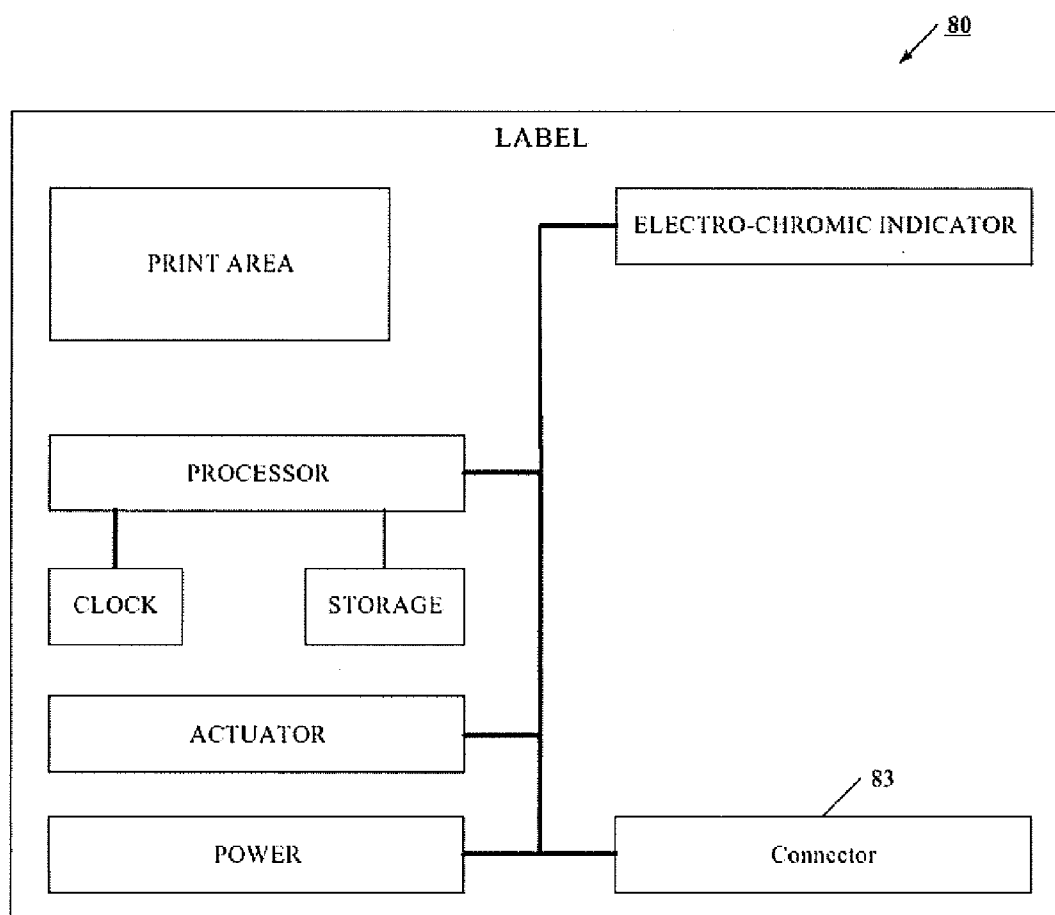 80
LABEL
PRINT AREA
ELECTRO-CHROMIC INDICATOR
PROCESSOR
CLOCK
STORAGE
ACTUATOR
83
POWER
Connector